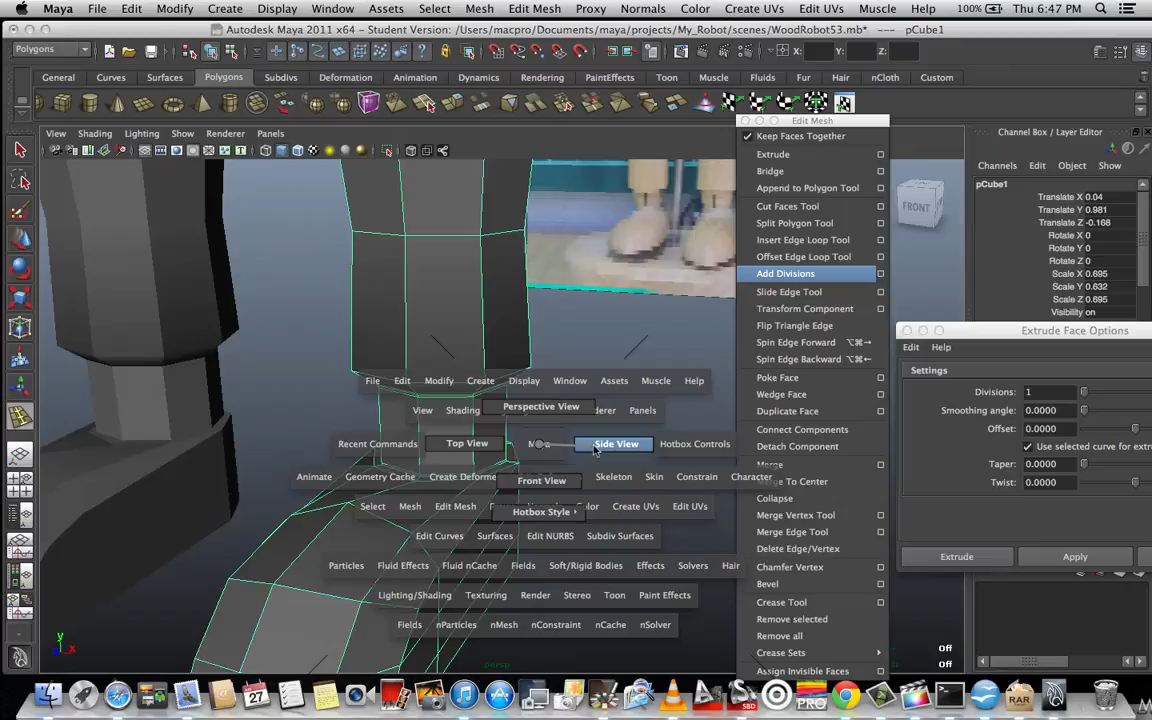 Maya File Edit Modify Create Display Window Assets Select Mesh Edit Mesh Proxy Normals Color Create UVs Edit UVs Muscle Help 100% Thu 6:47 PM
Autodesk Maya 2011 x64 - Student Version: /Users/macpro/Documents/maya/projects/My_Robot/scenes/WoodRobot53.mb* --- pCube1
Polygons X: Y: Z:
General Curves Surfaces Polygons Subdivs Deformation Animation Dynamics Rendering PaintEffects Toon Muscle Fluids Fur Hair nCloth Custom
Edit Mesh
View Shading Lighting Show Renderer Panels
Channel Box / Layer Editor
Keep Faces Together
Extrude
Bridge
Append to Polygon Tool
Cut Faces Tool
Split Polygon Tool
Insert Edge Loop Tool
Offset Edge Loop Tool
Add Divisions
Slide Edge Tool
Transform Component
Flip Triangle Edge
Spin Edge Forward ⌥⌘→
Spin Edge Backward ⌥⌘←
Poke Face
Wedge Face
Duplicate Face
Connect Components
Detach Component
Merge
Merge To Center
Collapse
Merge Vertex Tool
Merge Edge Tool
Delete Edge/Vertex
Chamfer Vertex
Bevel
Crease Tool
Remove selected
Remove all
Crease Sets
Assign Invisible Faces
FRONT
Channels Edit Object Show
pCube1
Translate X 0.04
Translate Y 0.981
Translate Z -0.168
Rotate X 0
Rotate Y 0
Rotate Z 0
Scale X 0.695
Scale Y 0.632
Scale Z 0.695
Visibility on
Extrude Face Options
Edit Help
Settings
Divisions: 1
Smoothing angle: 0.0000
Offset: 0.0000
Use selected curve for extr
Taper: 0.0000
Twist: 0.0000
Extrude Apply
File Edit Modify Create Display Window Assets Muscle Help
View Shading Perspective View derer Panels
Recent Commands Top View M Side View Hotbox Controls
Animate Geometry Cache Create Deforme Front View Skeleton Skin Constrain Character
Select Mesh Edit Mesh Hotbox Style olor Create UVs Edit UVs
Edit Curves Surfaces Edit NURBS Subdiv Surfaces
Particles Fluid Effects Fluid nCache Fields Soft/Rigid Bodies Effects Solvers Hair
Lighting/Shading Texturing Render Stereo Toon Paint Effects
Fields nParticles nMesh nConstraint nCache nSolver
y
x
persp
Off
Off
27
SBD
PRO
RAR